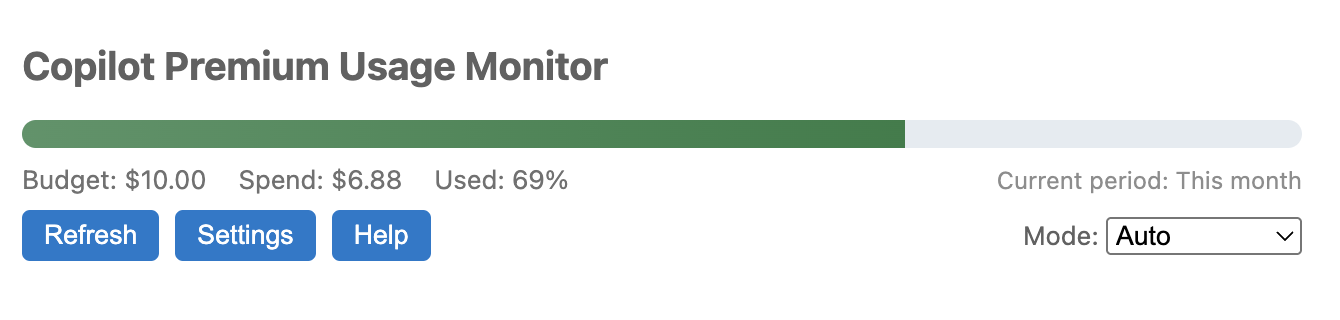 Copilot Premium Usage Monitor
Budget: $10.00 Spend: $6.88 Used: 69% Current period: This month
Refresh Settings Help Mode: Auto